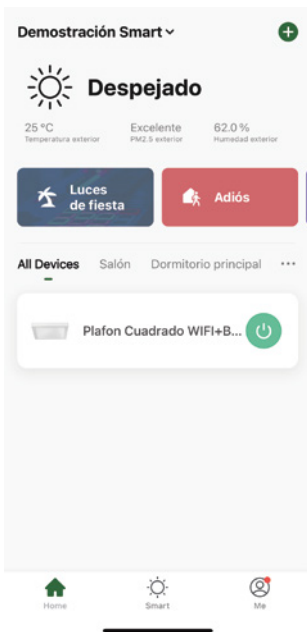 Demostración Smart
Despejado
25 °C Excelente 62.0 %
Temperatura exterior PM2.5 exterior Humedad exterior
Luces
de fiesta
Adiós
All Devices Salón Dormitorio principal ...
Plafon Cuadrado WIFI+B...
Home Smart Me